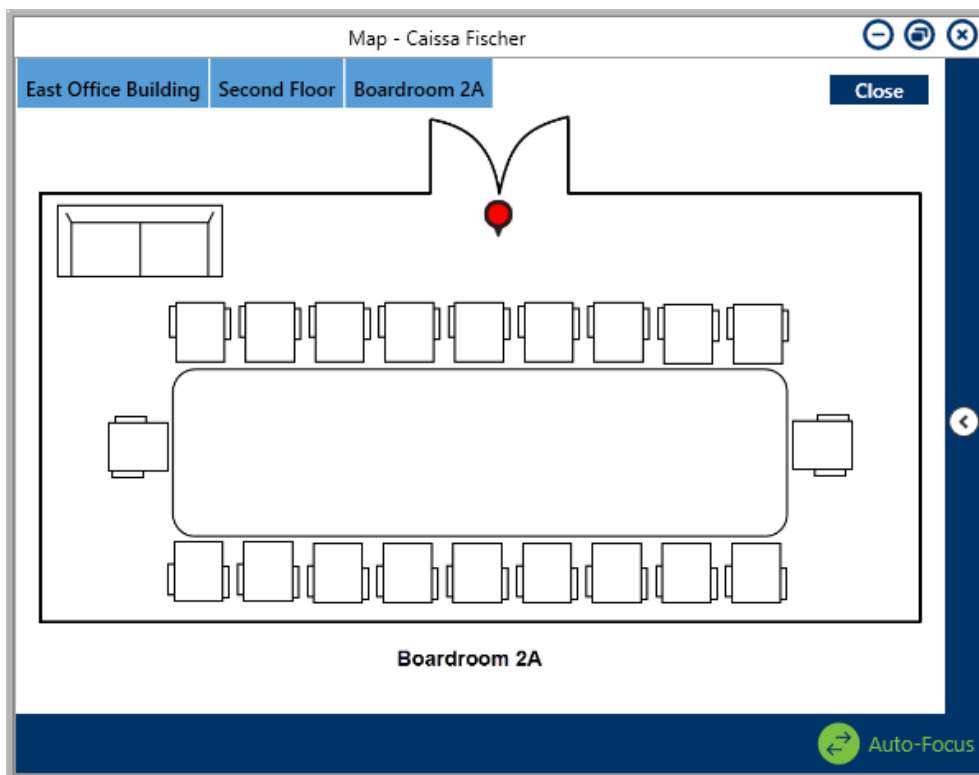 Map - Caissa Fischer
East Office Building Second Floor Boardroom 2A
Close
Boardroom 2A
Auto-Focus